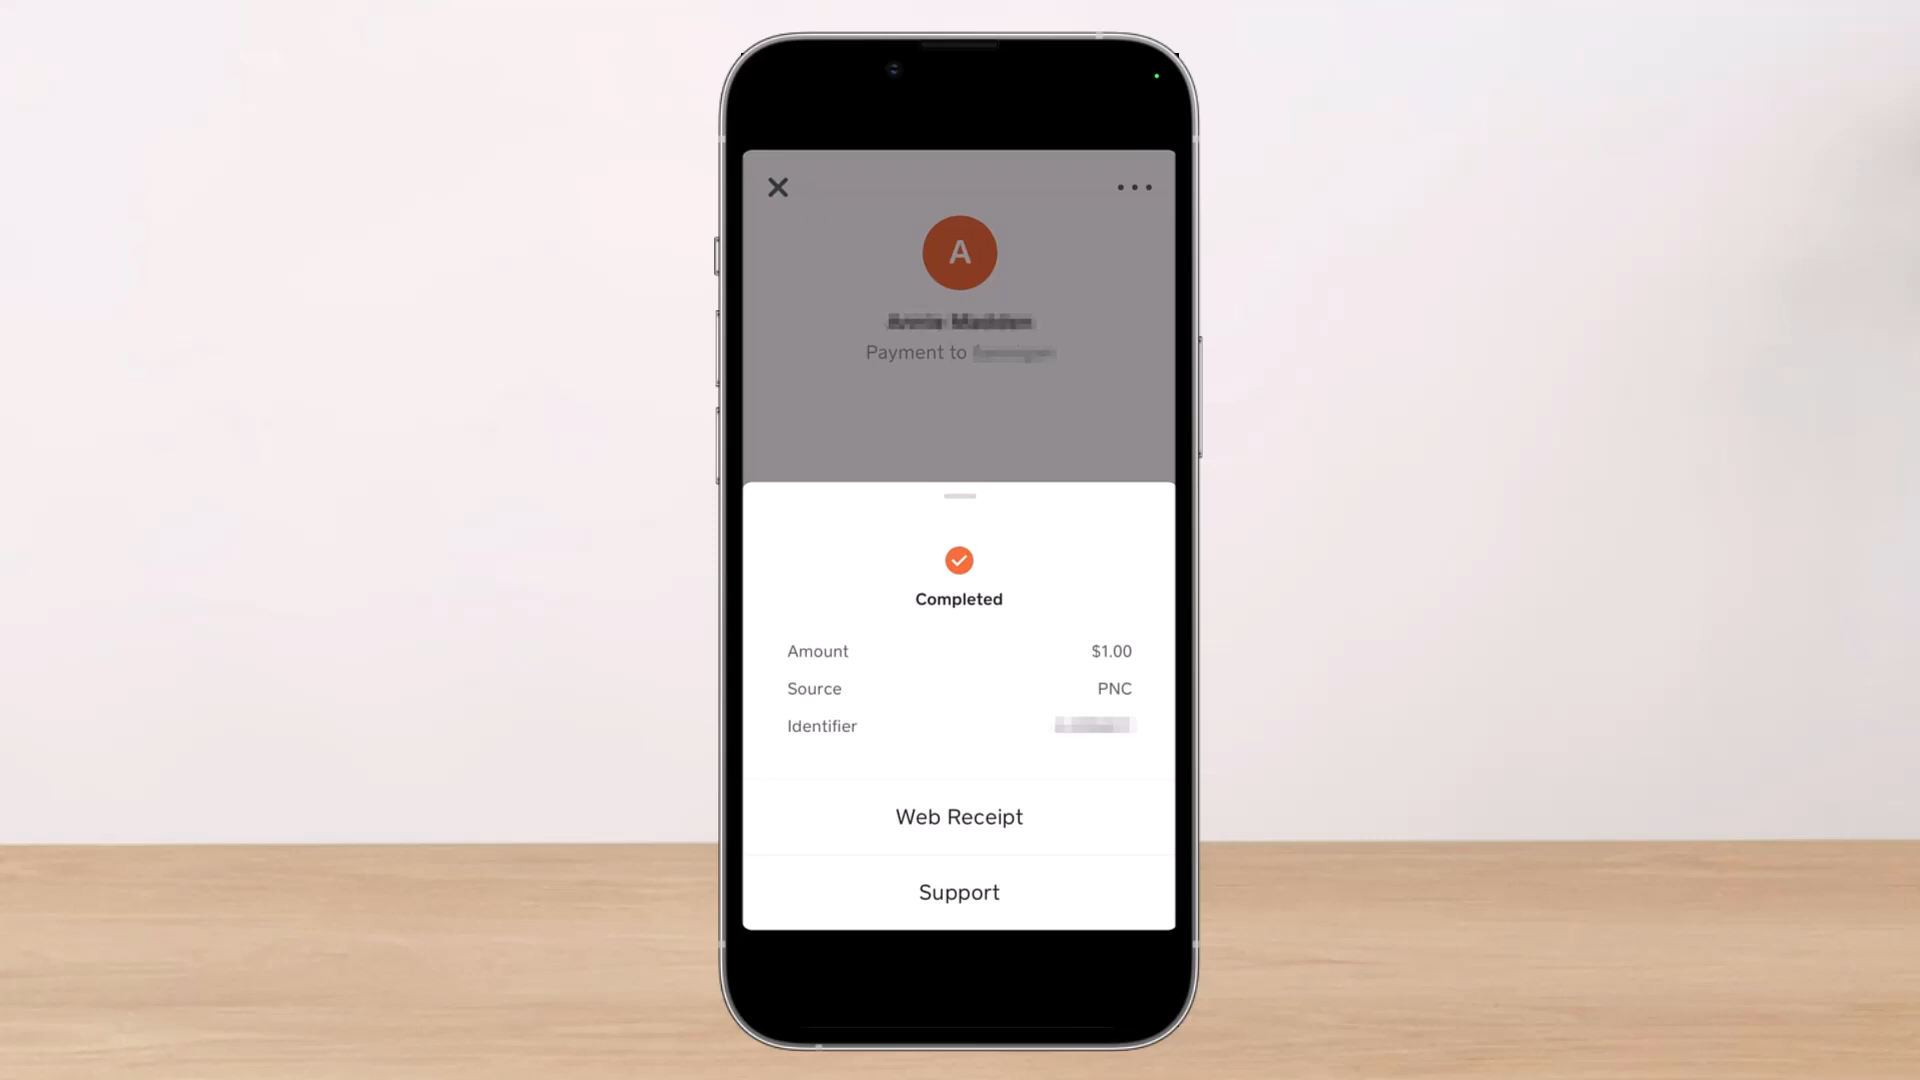 A
Payment to
Completed
Amount $1.00
Source PNC
Identifier
Web Receipt
Support